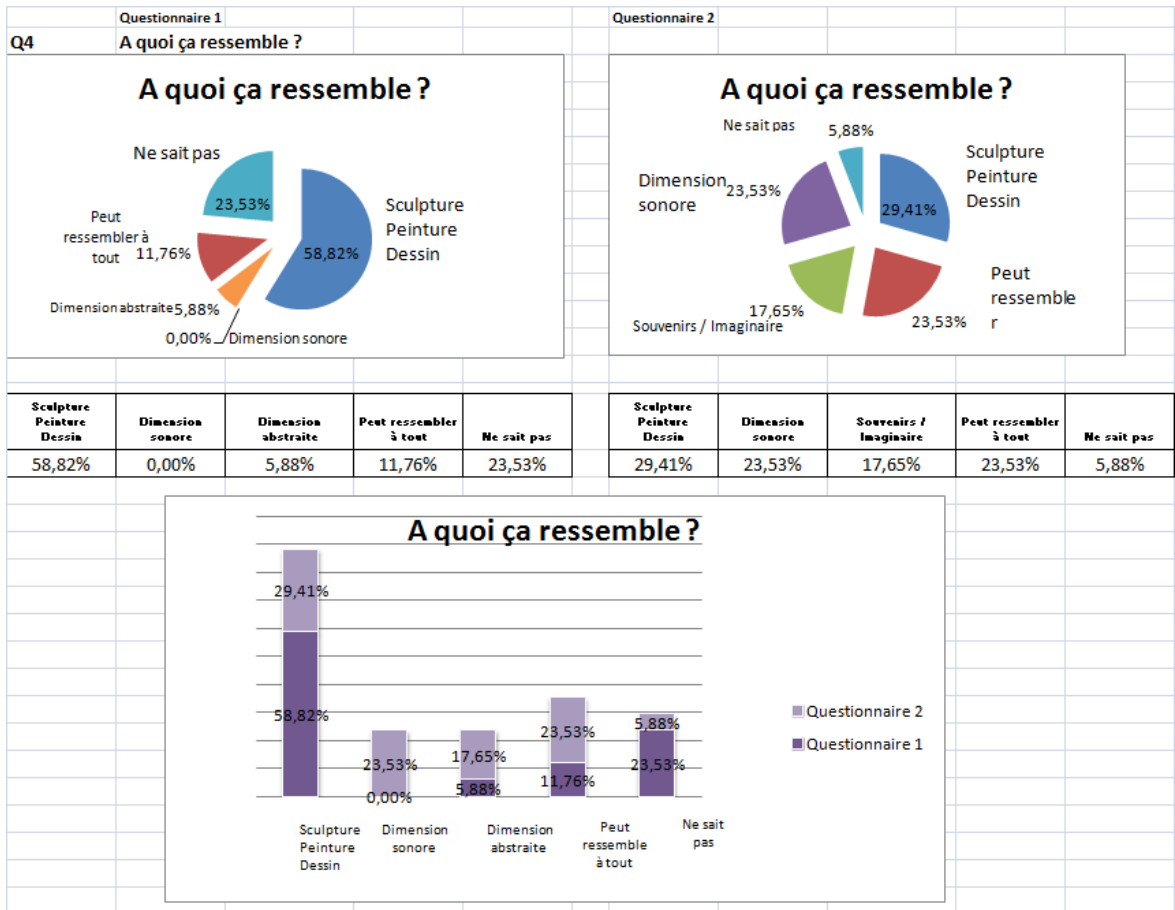 Questionnaire 1
Questionnaire 2
Q4
A quoi ça ressemble ?
A quoi ça ressemble ?
Ne sait pas
23,53%
Peut
ressembler à
tout
11,76%
Sculpture
Peinture
Dessin
58,82%
Dimension abstraite
5,88%
0,00%
Dimension sonore
A quoi ça ressemble ?
Ne sait pas
5,88%
Sculpture
Peinture
Dessin
29,41%
Dimension
sonore
23,53%
Peut
ressemble
r
23,53%
17,65%
Souvenirs / Imaginaire
Sculpture
Peinture
Dessin
Dimension
sonore
Dimension
abstraite
Peut ressembler
à tout
Ne sait pas
58,82%
0,00%
5,88%
11,76%
23,53%
Sculpture
Peinture
Dessin
Dimension
sonore
Souvenirs /
Imaginaire
Peut ressembler
à tout
Ne sait pas
29,41%
23,53%
17,65%
23,53%
5,88%
A quoi ça ressemble ?
29,41%
58,82%
23,53%
0,00%
17,65%
5,88%
23,53%
11,76%
5,88%
23,53%
Sculpture
Peinture
Dessin
Dimension
sonore
Dimension
abstraite
Peut
ressemble
à tout
Ne sait
pas
Questionnaire 2
Questionnaire 1